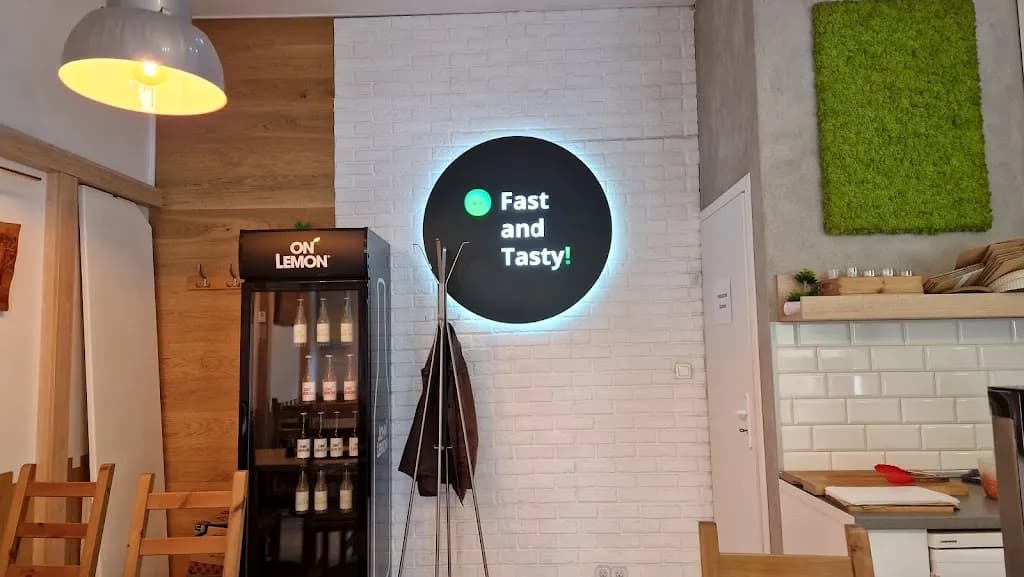 ON
LEMON
Fast
and
Tasty!